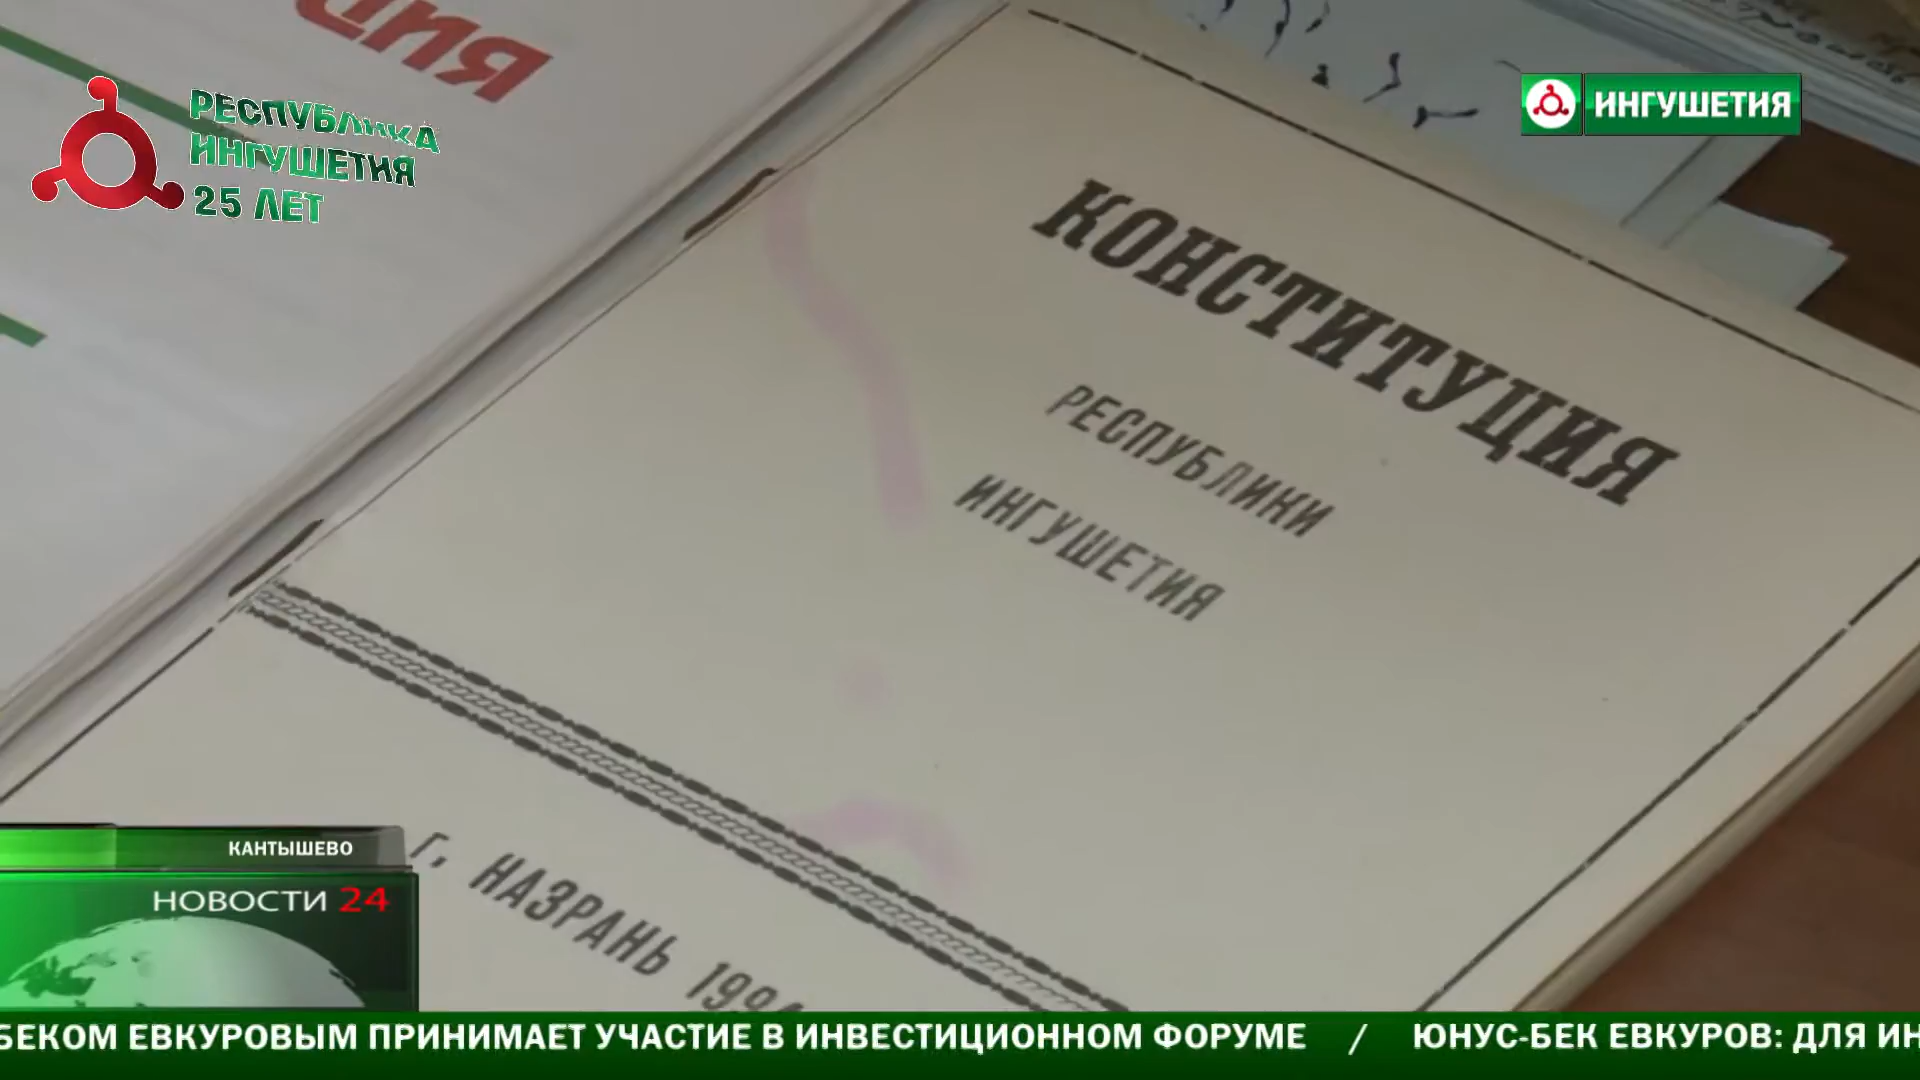 ЦИЯ
РЕСПУБЛИКА
ИНГУШЕТИЯ
25 ЛЕТ
ИНГУШЕТИЯ
КОНСТИТУЦИЯ
РЕСПУБЛИКИ
ИНГУШЕТИЯ
Г, НАЗРАНЬ 1994
КАНТЫШЕВО
НОВОСТИ 24
БЕКОМ ЕВКУРОВЫМ ПРИНИМАЕТ УЧАСТИЕ В ИНВЕСТИЦИОННОМ ФОРУМЕ / ЮНУС-БЕК ЕВКУРОВ: ДЛЯ ИН